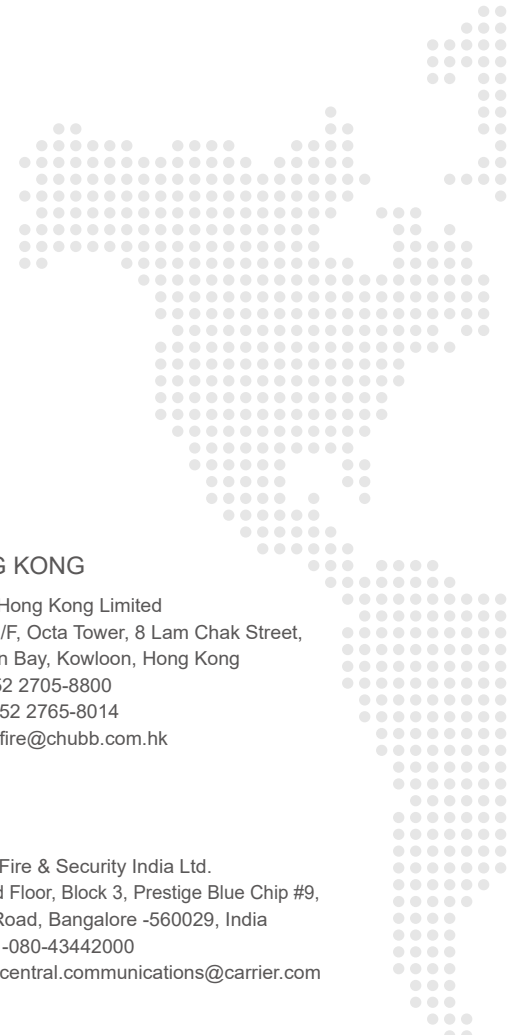 G KONG
Hong Kong Limited
/F, Octa Tower, 8 Lam Chak Street,
n Bay, Kowloon, Hong Kong
52 2705-8800
52 2765-8014
fire@chubb.com.hk
Fire & Security India Ltd.
d Floor, Block 3, Prestige Blue Chip #9,
Road, Bangalore -560029, India
-080-43442000
central.communications@carrier.com